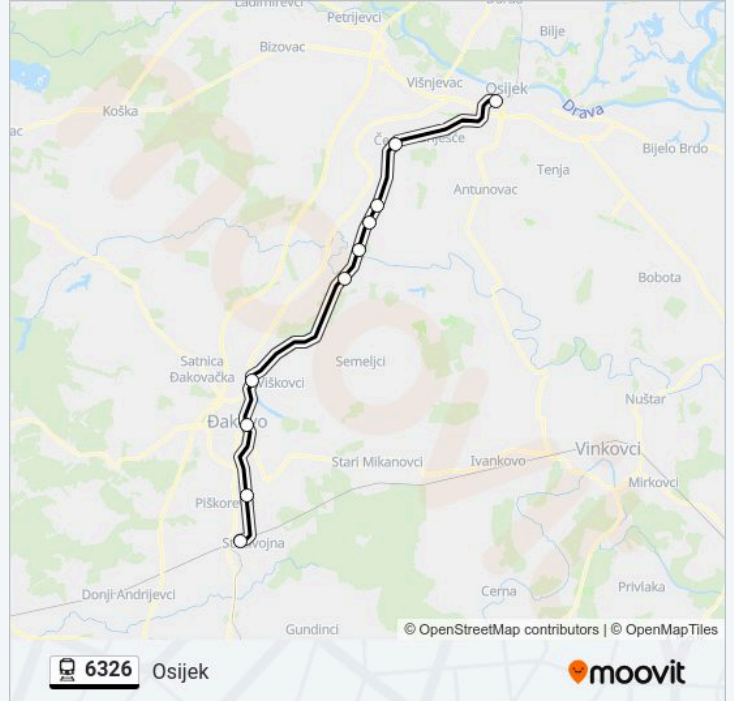 Ladimirevci
Petrijevci
Bilje
Bizovac
Višnjevac
Osijek
Koška
Drava
Bijelo Brdo
Tenja
Antunovac
Bobota
Satnica
Đakovačka
Semeljci
Viškovci
Nuštar
Vinkovci
Stari Mikanovci
Ivankovo
Mirkovci
Donji Andrijevci
Cerna
Privlaka
Gundinci
© OpenStreetMap contributors | © OpenMapTiles
6326 Osijek
moovit